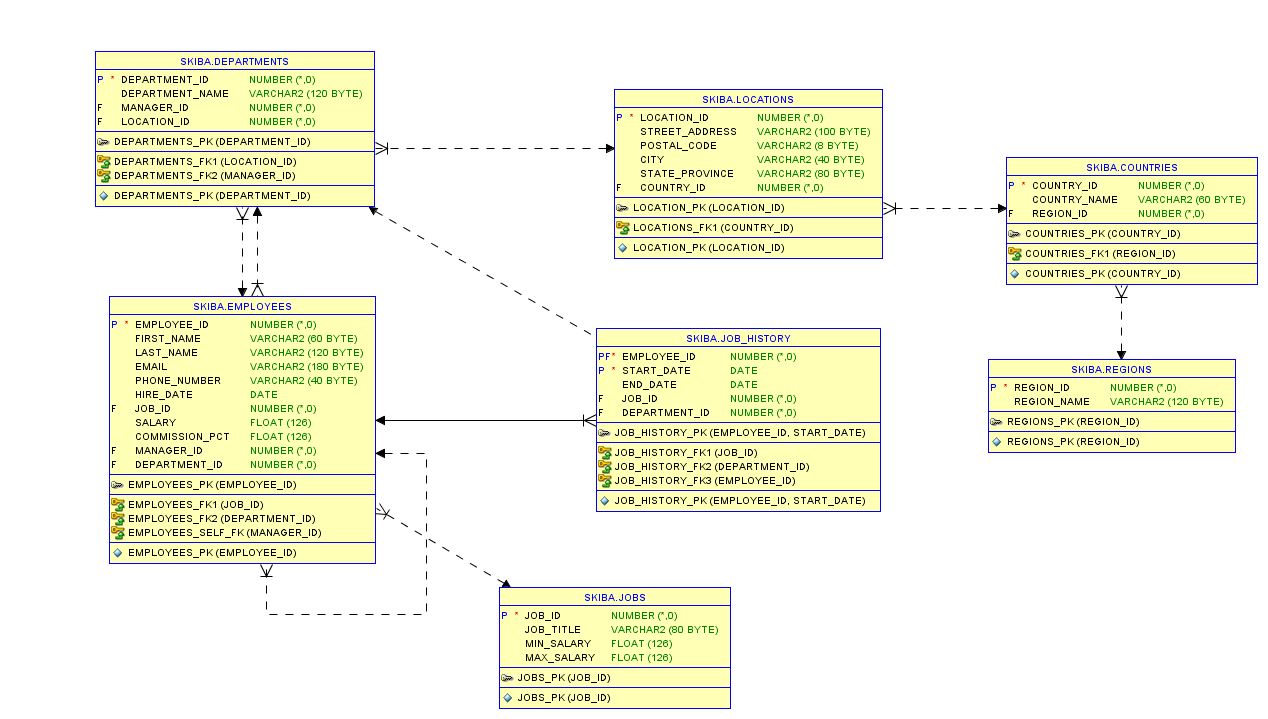 SKIBA.DEPARTMENTS
P * DEPARTMENT_ID NUMBER (*,0)
DEPARTMENT_NAME VARCHAR2 (120 BYTE)
F MANAGER_ID NUMBER (*,0)
F LOCATION_ID NUMBER (*,0)
DEPARTMENTS_PK (DEPARTMENT_ID)
DEPARTMENTS_FK1 (LOCATION_ID)
DEPARTMENTS_FK2 (MANAGER_ID)
DEPARTMENTS_PK (DEPARTMENT_ID)
SKIBA.LOCATIONS
P * LOCATION_ID NUMBER (*,0)
STREET_ADDRESS VARCHAR2 (100 BYTE)
POSTAL_CODE VARCHAR2 (8 BYTE)
CITY VARCHAR2 (40 BYTE)
STATE_PROVINCE VARCHAR2 (80 BYTE)
F COUNTRY_ID NUMBER (*,0)
LOCATION_PK (LOCATION_ID)
LOCATIONS_FK1 (COUNTRY_ID)
LOCATION_PK (LOCATION_ID)
SKIBA.COUNTRIES
P * COUNTRY_ID NUMBER (*,0)
COUNTRY_NAME VARCHAR2 (60 BYTE)
F REGION_ID NUMBER (*,0)
COUNTRIES_PK (COUNTRY_ID)
COUNTRIES_FK1 (REGION_ID)
COUNTRIES_PK (COUNTRY_ID)
SKIBA.EMPLOYEES
P * EMPLOYEE_ID NUMBER (*,0)
FIRST_NAME VARCHAR2 (60 BYTE)
LAST_NAME VARCHAR2 (120 BYTE)
EMAIL VARCHAR2 (180 BYTE)
PHONE_NUMBER VARCHAR2 (40 BYTE)
HIRE_DATE DATE
F JOB_ID NUMBER (*,0)
SALARY FLOAT (126)
COMMISSION_PCT FLOAT (126)
F MANAGER_ID NUMBER (*,0)
F DEPARTMENT_ID NUMBER (*,0)
EMPLOYEES_PK (EMPLOYEE_ID)
EMPLOYEES_FK1 (JOB_ID)
EMPLOYEES_FK2 (DEPARTMENT_ID)
EMPLOYEES_SELF_FK (MANAGER_ID)
EMPLOYEES_PK (EMPLOYEE_ID)
SKIBA.JOB_HISTORY
PF* EMPLOYEE_ID NUMBER (*,0)
P * START_DATE DATE
END_DATE DATE
F JOB_ID NUMBER (*,0)
F DEPARTMENT_ID NUMBER (*,0)
JOB_HISTORY_PK (EMPLOYEE_ID, START_DATE)
JOB_HISTORY_FK1 (JOB_ID)
JOB_HISTORY_FK2 (DEPARTMENT_ID)
JOB_HISTORY_FK3 (EMPLOYEE_ID)
JOB_HISTORY_PK (EMPLOYEE_ID, START_DATE)
SKIBA.REGIONS
P * REGION_ID NUMBER (*,0)
REGION_NAME VARCHAR2 (120 BYTE)
REGIONS_PK (REGION_ID)
REGIONS_PK (REGION_ID)
SKIBA.JOBS
P * JOB_ID NUMBER (*,0)
JOB_TITLE VARCHAR2 (80 BYTE)
MIN_SALARY FLOAT (126)
MAX_SALARY FLOAT (126)
JOBS_PK (JOB_ID)
JOBS_PK (JOB_ID)